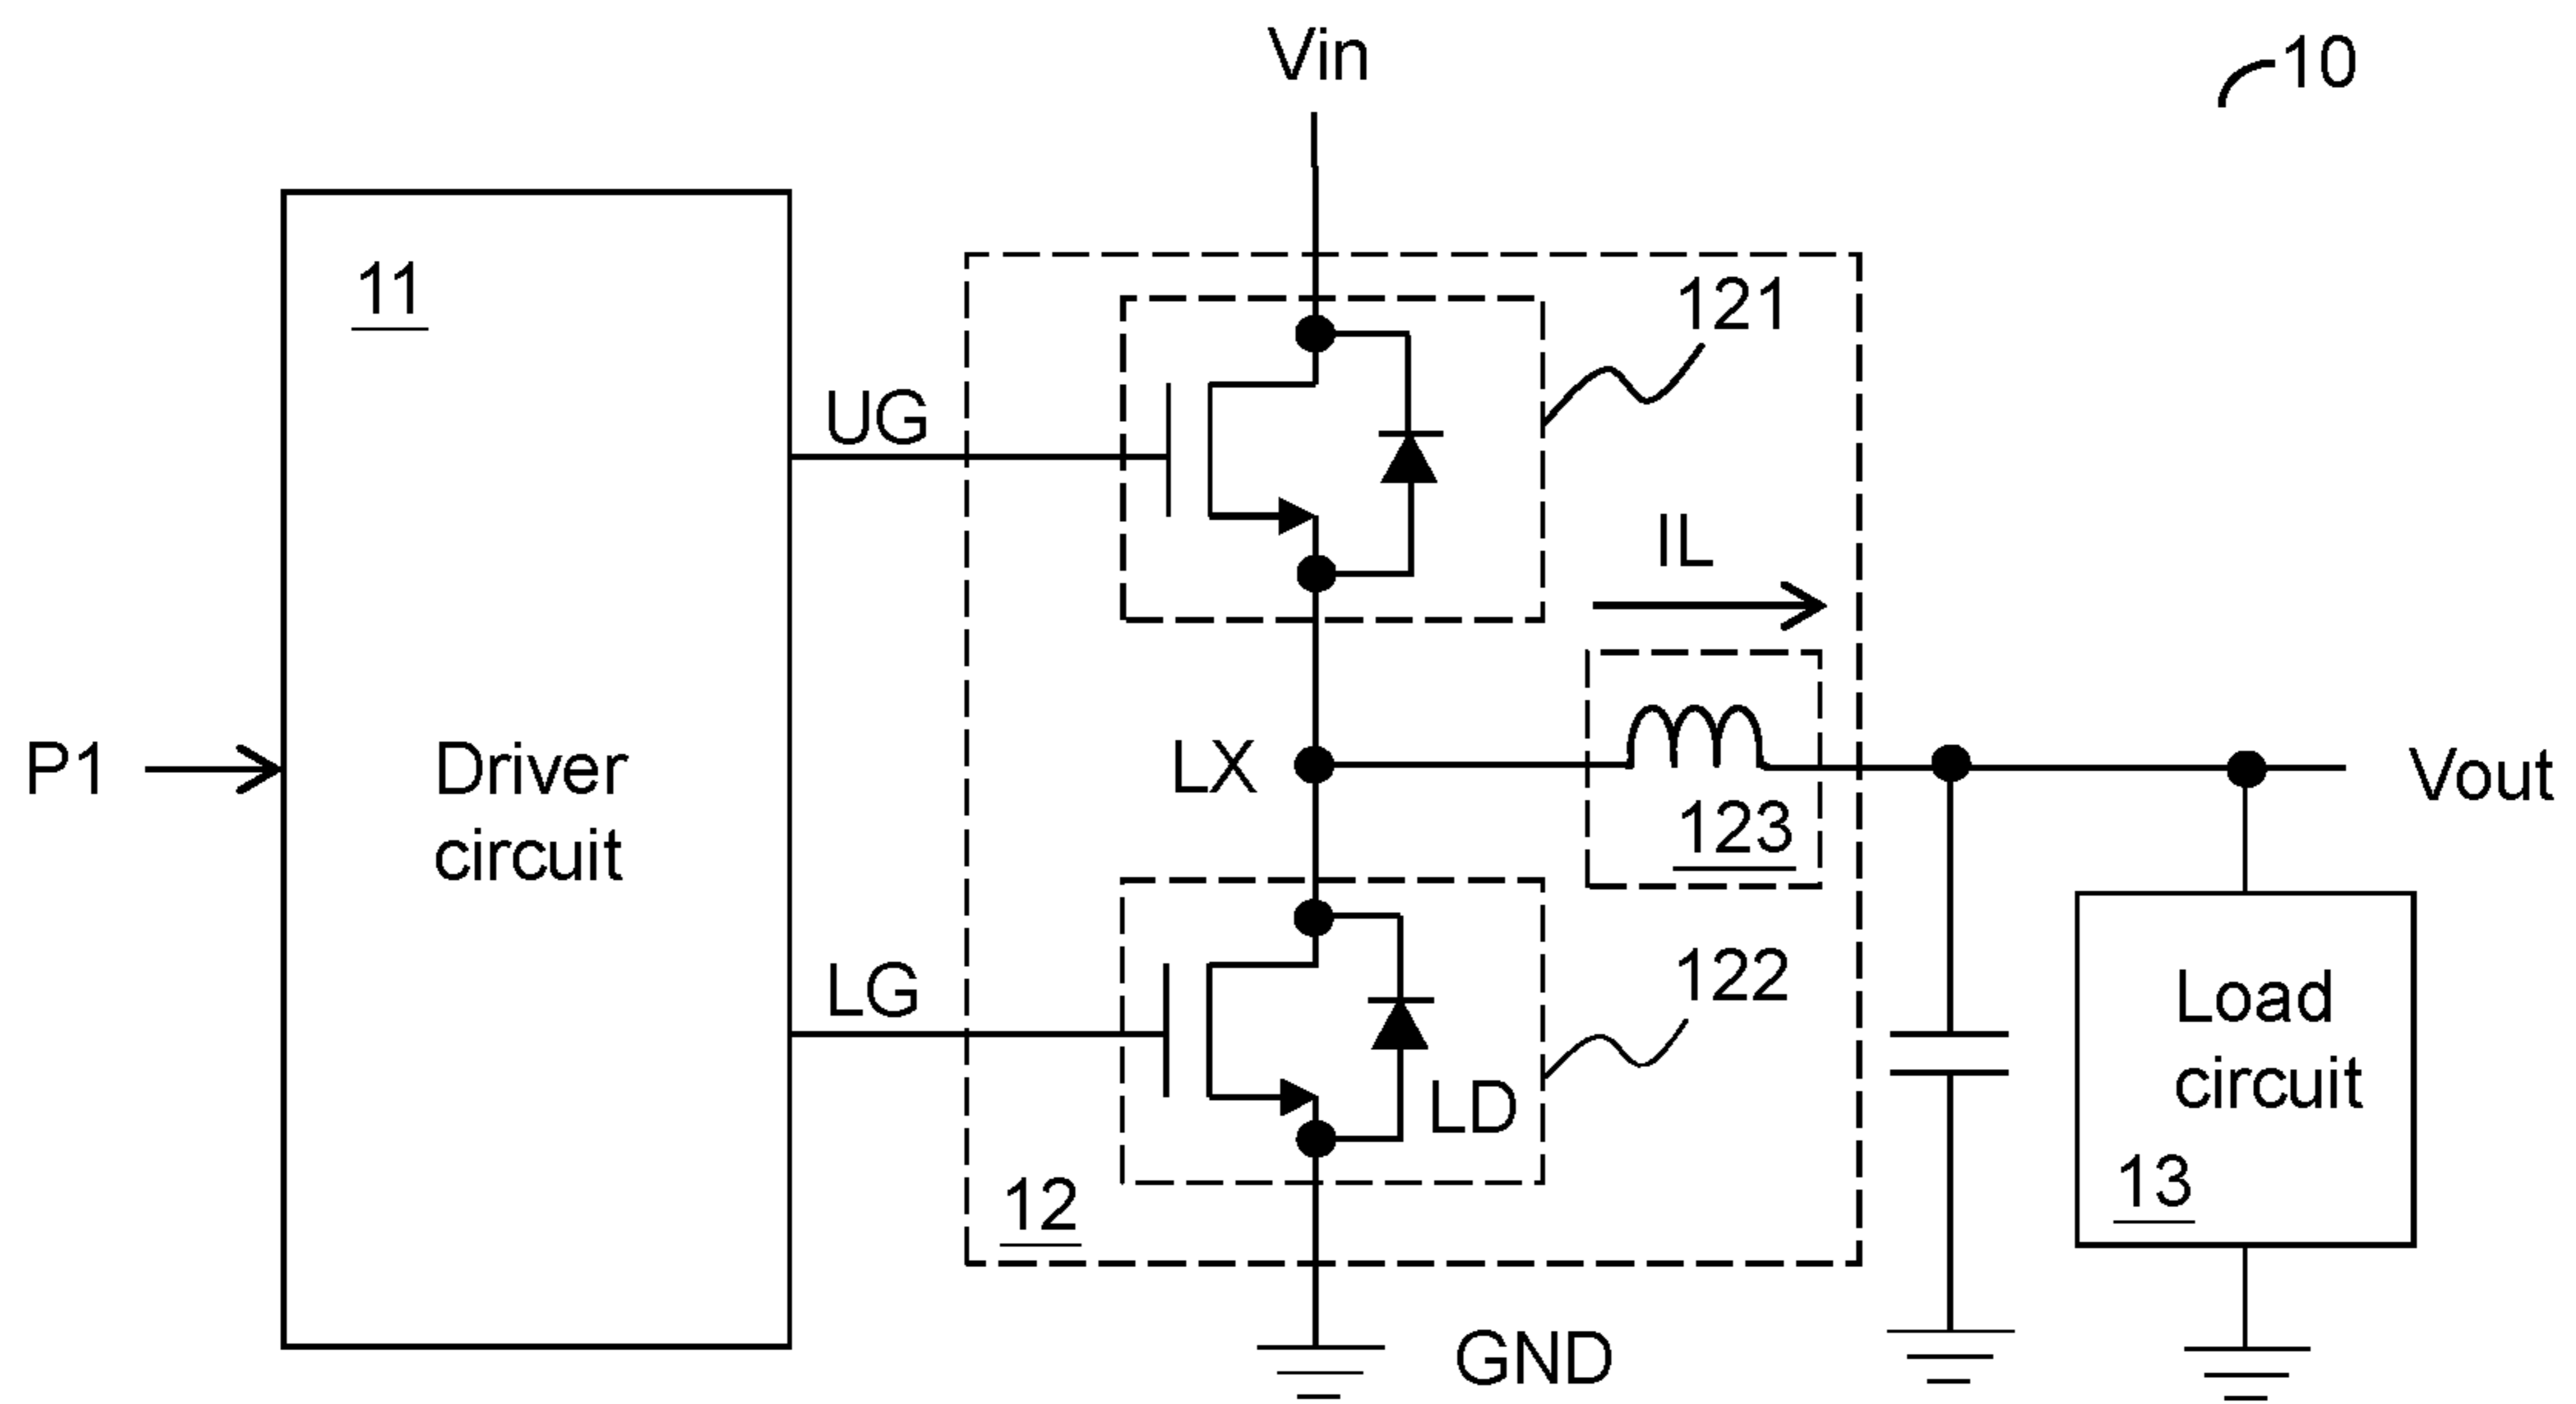 Vin
10
11
121
UG
IL
P1
Driver
circuit
LX
Vout
123
LG
122
Load
circuit
LD
12
13
GND